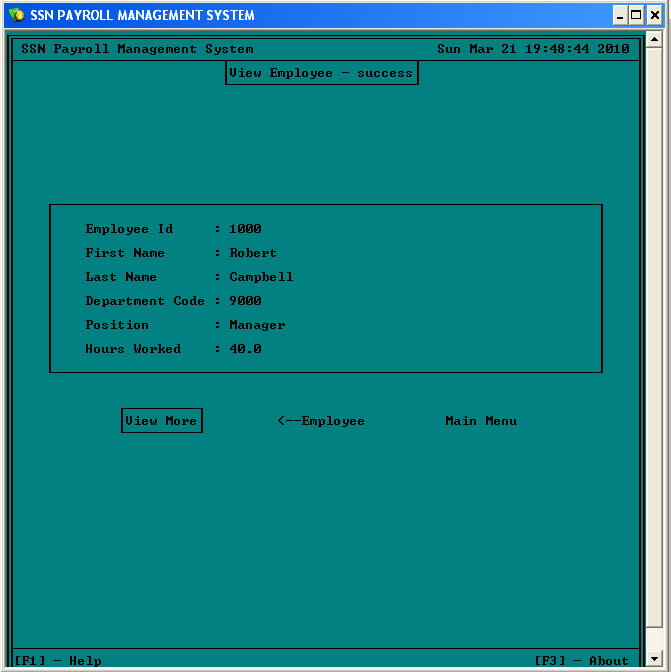 SSN PAYROLL MANAGEMENT SYSTEM
SSN Payroll Management System Sun Mar 21 19:48:44 2010
View Employee - success
Employee Id : 1000
First Name : Robert
Last Name : Campbell
Department Code : 9000
Position : Manager
Hours Worked : 40.0
View More <--Employee Main Menu
[F1] - Help [F3] - About